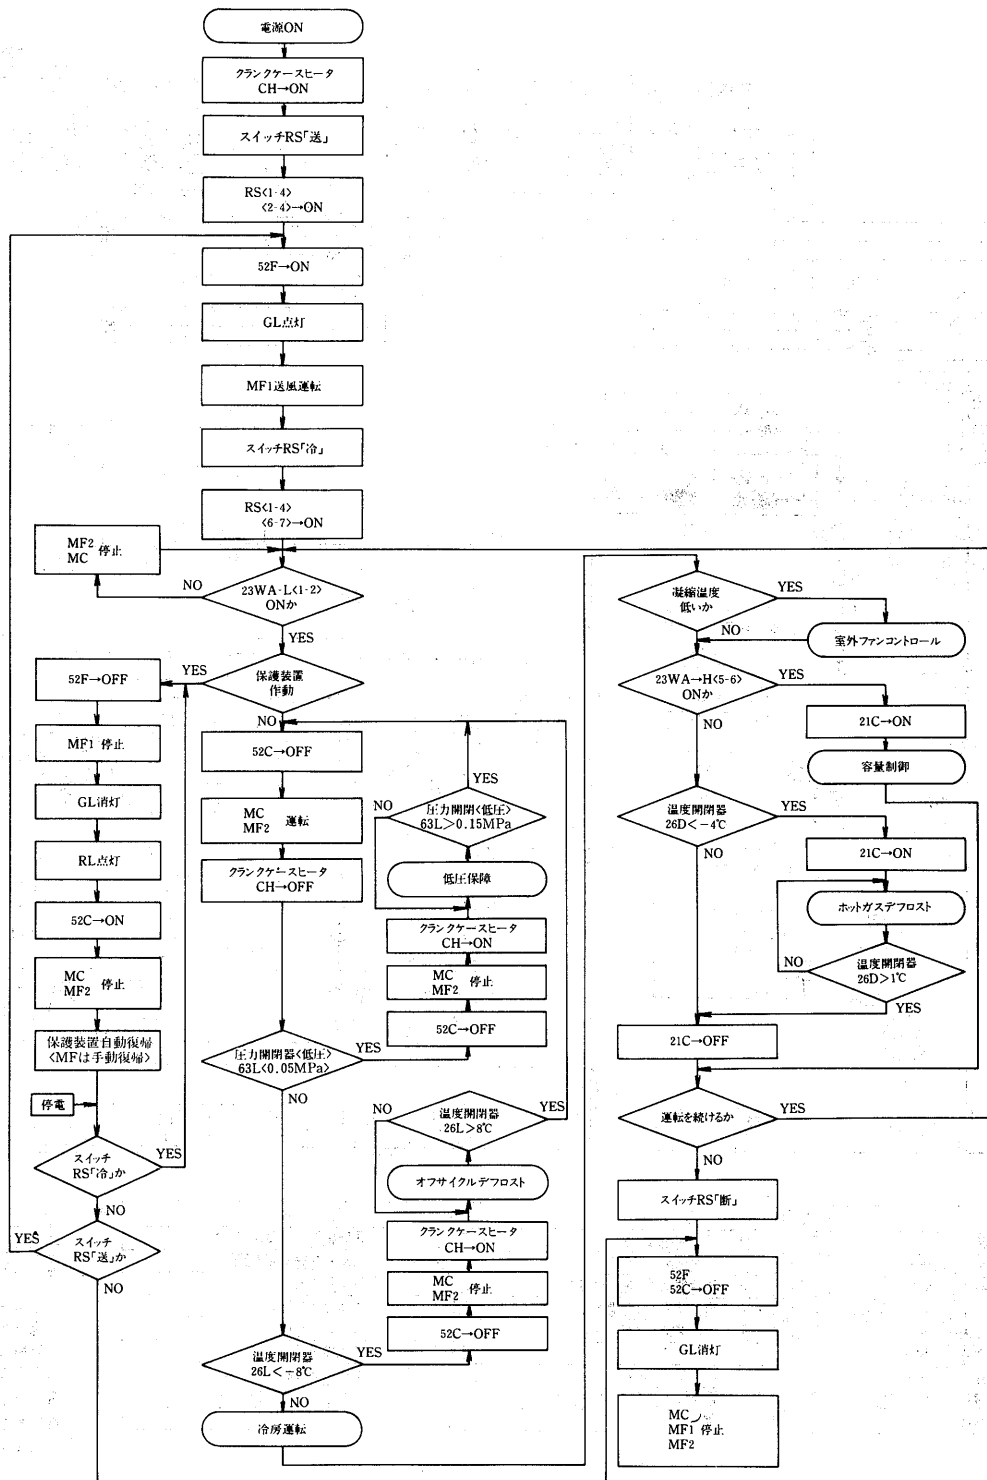 電源ON
クランクケースヒータ
CH→ON
スイッチRS「送」
RS<1-4>
<2-4>→ON
52F→ON
GL点灯
MF1送風運転
スイッチRS「冷」
RS<1-4>
<6-7>→ON
MF2
MC 停止
NO
23WA-L<1-2>
ONか
YES
保護装置
作動
YES
NO
52F→OFF
MF1 停止
GL消灯
RL点灯
52C→ON
MC
MF2 停止
保護装置自動復帰
<MFは手動復帰>
停電
スイッチ
RS「冷」か
YES
NO
スイッチ
RS「送」か
YES
NO
52C→OFF
MC
MF2 運転
クランクケースヒータ
CH→OFF
圧力開閉器<低圧>
63L<0.05MPa>
YES
NO
52C→OFF
MC
MF2 停止
クランクケースヒータ
CH→ON
低圧保障
圧力開閉<低圧>
63L>0.15MPa
NO
YES
温度開閉器
26L<-8℃
YES
NO
52C→OFF
MC
MF2 停止
クランクケースヒータ
CH→ON
オフサイクルデフロスト
温度開閉器
26L>8℃
NO
YES
冷房運転
凝縮温度
低いか
YES
NO
室外ファンコントロール
23WA→H<5-6>
ONか
YES
NO
21C→ON
容量制御
温度開閉器
26D<-4℃
YES
NO
21C→ON
ホットガスデフロスト
温度開閉器
26D>1℃
NO
YES
21C→OFF
運転を続けるか
YES
NO
スイッチRS「断」
52F
52C→OFF
GL消灯
MC
MF1 停止
MF2